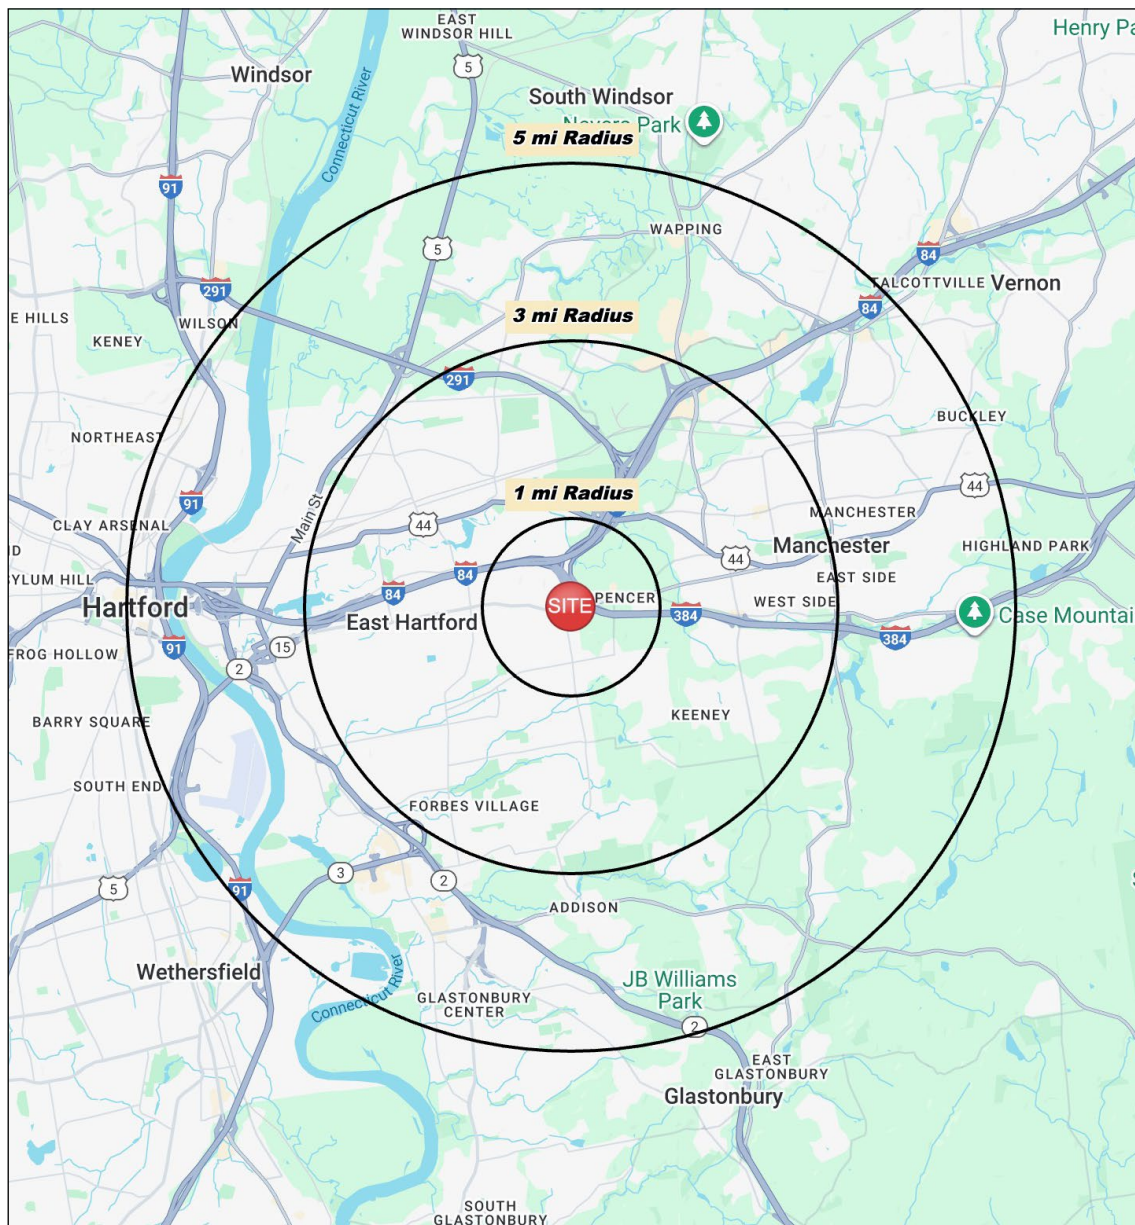 EAST
WINDSOR HILL
Henry Pa
5
Windsor
South Windsor
Nevers Park
Connecticut River
5 mi Radius
91
WAPPING
5
84
TALCOTTVILLE
Vernon
291
84
E HILLS
WILSON
3 mi Radius
KENEY
291
BUCKLEY
NORTHEAST
44
1 mi Radius
91
MANCHESTER
CLAY ARSENAL
Main St
44
Manchester
HIGHLAND PARK
ND
44
84
EAST SIDE
SYLUM HILL
84
PENCER
WEST SIDE
Hartford
SITE
384
Case Mountai
East Hartford
384
15
91
FROG HOLLOW
2
KEENEY
BARRY SQUARE
SOUTH END
FORBES VILLAGE
3
2
5
91
ADDISON
Wethersfield
JB Williams
Park
Connecticut River
GLASTONBURY
CENTER
2
EAST
GLASTONBURY
Glastonbury
SOUTH
GLASTONBURY